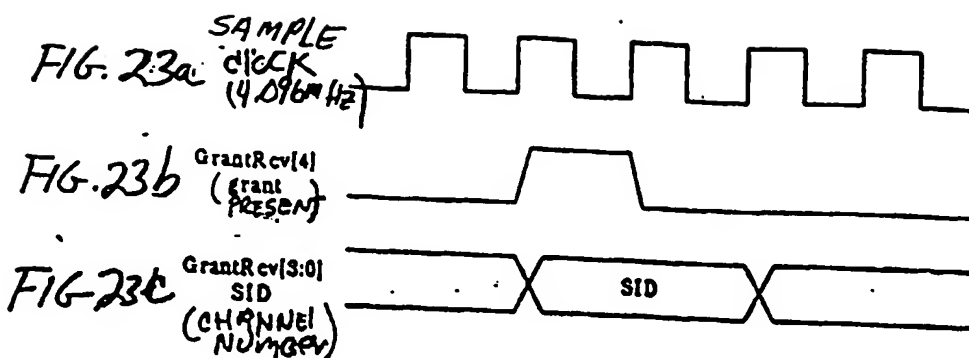 FIG. 23a SAMPLE
clock
(4.096mHz)
FIG. 23b GrantRcv[4]
(grant
PRESENT)
FIG-23c GrantRcv[3:0]
SID
(CHANNEL
NUMBER)
SID